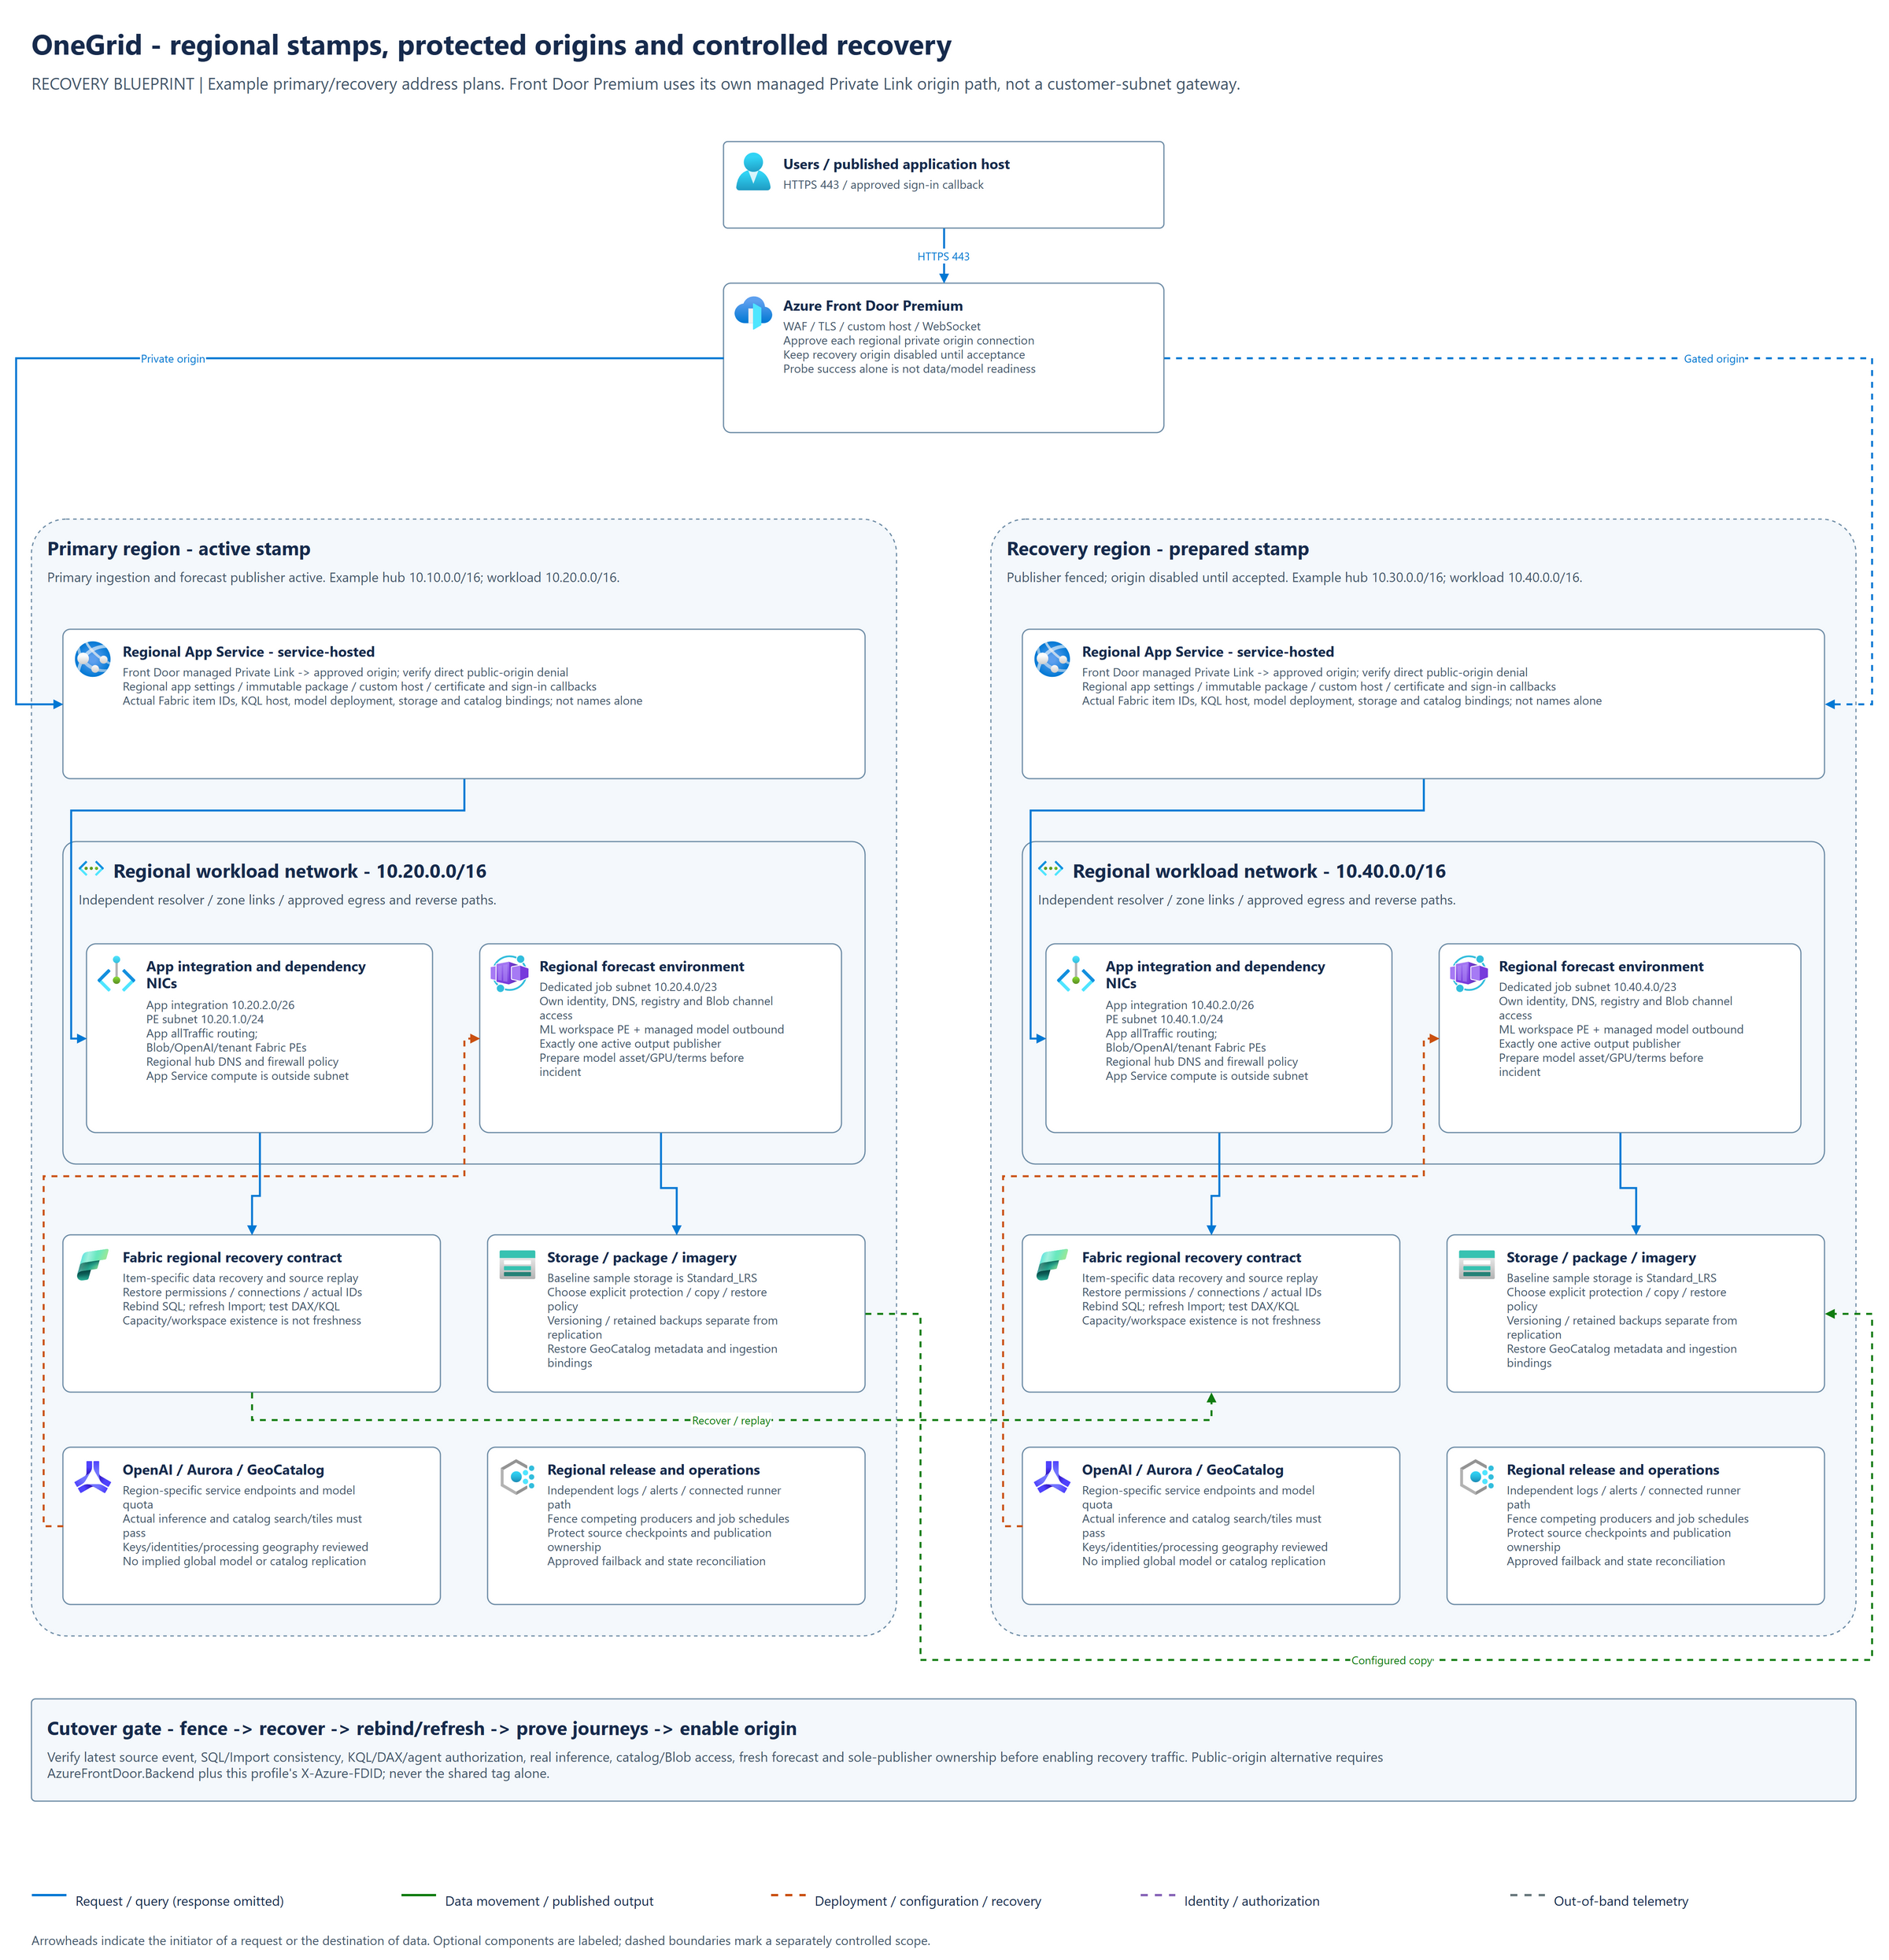 OneGrid - regional stamps, protected origins and controlled recovery
RECOVERY BLUEPRINT | Example primary/recovery address plans. Front Door Premium uses its own managed Private Link origin path, not a customer-subnet gateway.
Users / published application host
HTTPS 443 / approved sign-in callback
HTTPS 443
Azure Front Door Premium
WAF / TLS / custom host / WebSocket
Approve each regional private origin connection
Keep recovery origin disabled until acceptance
Probe success alone is not data/model readiness
Private origin
Gated origin
Primary region - active stamp
Primary ingestion and forecast publisher active. Example hub 10.10.0.0/16; workload 10.20.0.0/16.
Regional App Service - service-hosted
Front Door managed Private Link -> approved origin; verify direct public-origin denial
Regional app settings / immutable package / custom host / certificate and sign-in callbacks
Actual Fabric item IDs, KQL host, model deployment, storage and catalog bindings; not names alone
Regional workload network - 10.20.0.0/16
Independent resolver / zone links / approved egress and reverse paths.
App integration and dependency
NICs
App integration 10.20.2.0/26
PE subnet 10.20.1.0/24
App allTraffic routing;
Blob/OpenAI/tenant Fabric PEs
Regional hub DNS and firewall policy
App Service compute is outside subnet
Regional forecast environment
Dedicated job subnet 10.20.4.0/23
Own identity, DNS, registry and Blob channel
access
ML workspace PE + managed model outbound
Exactly one active output publisher
Prepare model asset/GPU/terms before
incident
Fabric regional recovery contract
Item-specific data recovery and source replay
Restore permissions / connections / actual IDs
Rebind SQL; refresh Import; test DAX/KQL
Capacity/workspace existence is not freshness
Storage / package / imagery
Baseline sample storage is Standard_LRS
Choose explicit protection / copy / restore
policy
Versioning / retained backups separate from
replication
Restore GeoCatalog metadata and ingestion
bindings
Recover / replay
OpenAI / Aurora / GeoCatalog
Region-specific service endpoints and model
quota
Actual inference and catalog search/tiles must
pass
Keys/identities/processing geography reviewed
No implied global model or catalog replication
Regional release and operations
Independent logs / alerts / connected runner
path
Fence competing producers and job schedules
Protect source checkpoints and publication
ownership
Approved failback and state reconciliation
Recovery region - prepared stamp
Publisher fenced; origin disabled until accepted. Example hub 10.30.0.0/16; workload 10.40.0.0/16.
Regional App Service - service-hosted
Front Door managed Private Link -> approved origin; verify direct public-origin denial
Regional app settings / immutable package / custom host / certificate and sign-in callbacks
Actual Fabric item IDs, KQL host, model deployment, storage and catalog bindings; not names alone
Regional workload network - 10.40.0.0/16
Independent resolver / zone links / approved egress and reverse paths.
App integration and dependency
NICs
App integration 10.40.2.0/26
PE subnet 10.40.1.0/24
App allTraffic routing;
Blob/OpenAI/tenant Fabric PEs
Regional hub DNS and firewall policy
App Service compute is outside subnet
Regional forecast environment
Dedicated job subnet 10.40.4.0/23
Own identity, DNS, registry and Blob channel
access
ML workspace PE + managed model outbound
Exactly one active output publisher
Prepare model asset/GPU/terms before
incident
Fabric regional recovery contract
Item-specific data recovery and source replay
Restore permissions / connections / actual IDs
Rebind SQL; refresh Import; test DAX/KQL
Capacity/workspace existence is not freshness
Storage / package / imagery
Baseline sample storage is Standard_LRS
Choose explicit protection / copy / restore
policy
Versioning / retained backups separate from
replication
Restore GeoCatalog metadata and ingestion
bindings
OpenAI / Aurora / GeoCatalog
Region-specific service endpoints and model
quota
Actual inference and catalog search/tiles must
pass
Keys/identities/processing geography reviewed
No implied global model or catalog replication
Regional release and operations
Independent logs / alerts / connected runner
path
Fence competing producers and job schedules
Protect source checkpoints and publication
ownership
Approved failback and state reconciliation
Configured copy
Cutover gate - fence -> recover -> rebind/refresh -> prove journeys -> enable origin
Verify latest source event, SQL/Import consistency, KQL/DAX/agent authorization, real inference, catalog/Blob access, fresh forecast and sole-publisher ownership before enabling recovery traffic. Public-origin alternative requires
AzureFrontDoor.Backend plus this profile's X-Azure-FDID; never the shared tag alone.
Request / query (response omitted)
Data movement / published output
Deployment / configuration / recovery
Identity / authorization
Out-of-band telemetry
Arrowheads indicate the initiator of a request or the destination of data. Optional components are labeled; dashed boundaries mark a separately controlled scope.